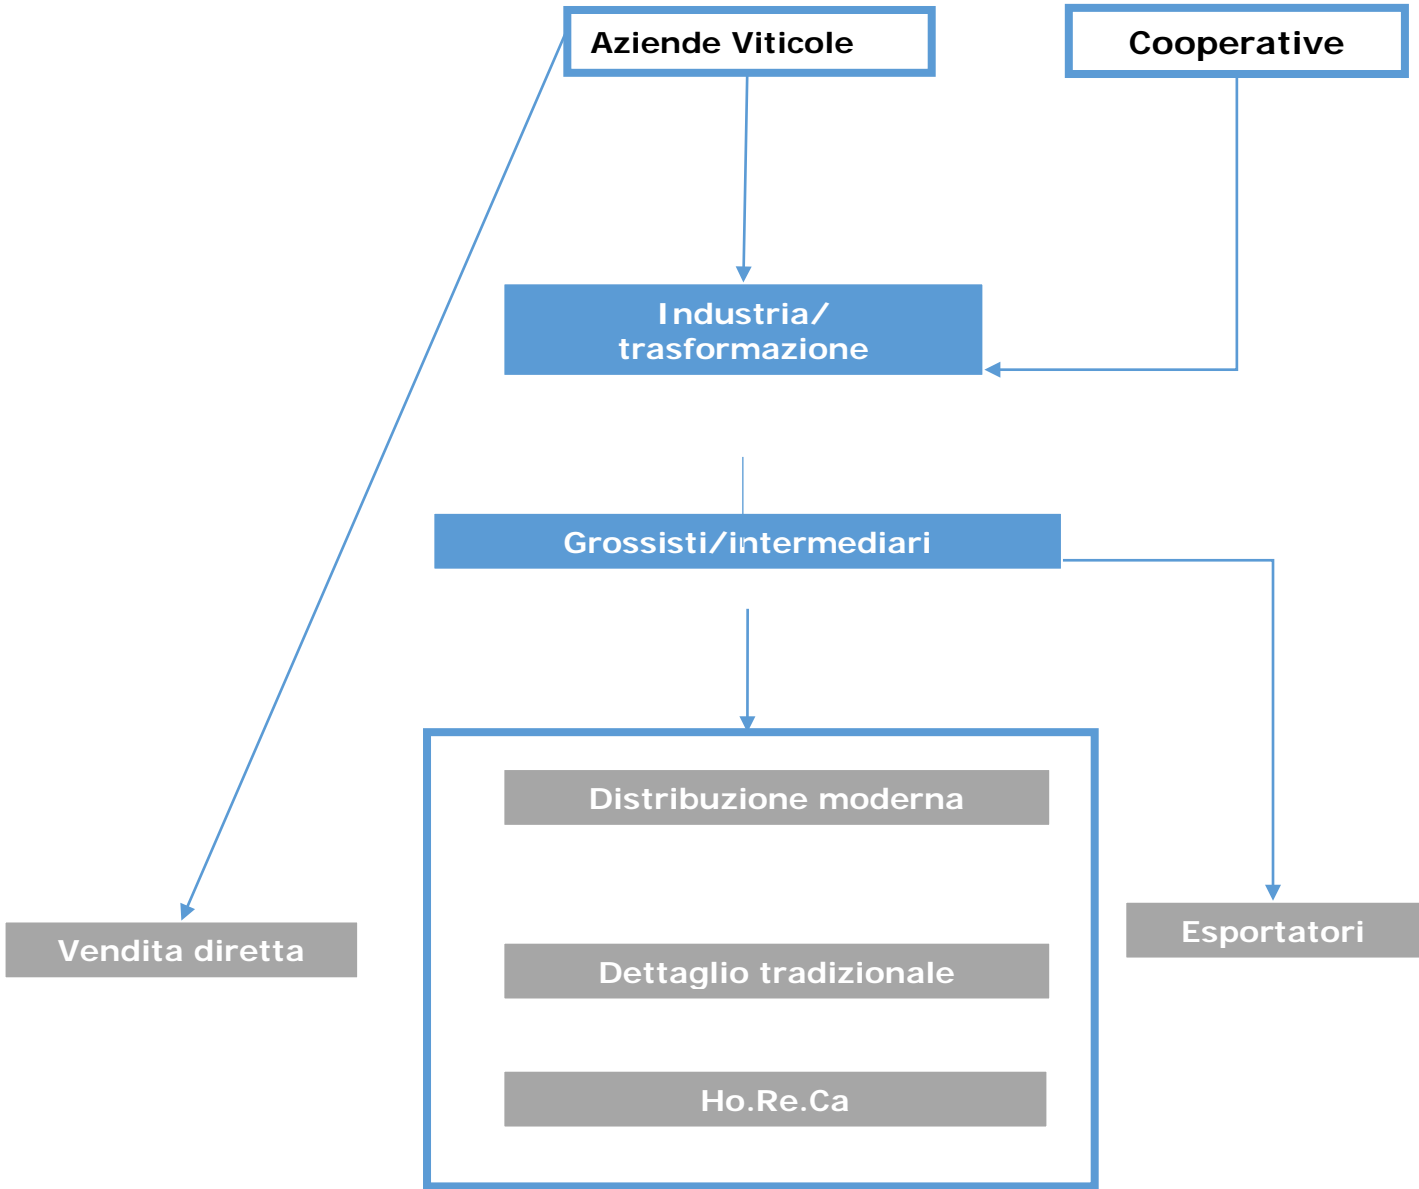 Aziende Viticole
Cooperative
Industria/
trasformazione
Grossisti/intermediari
Distribuzione moderna
Esportatori
Vendita diretta
Dettaglio tradizionale
Ho.Re.Ca